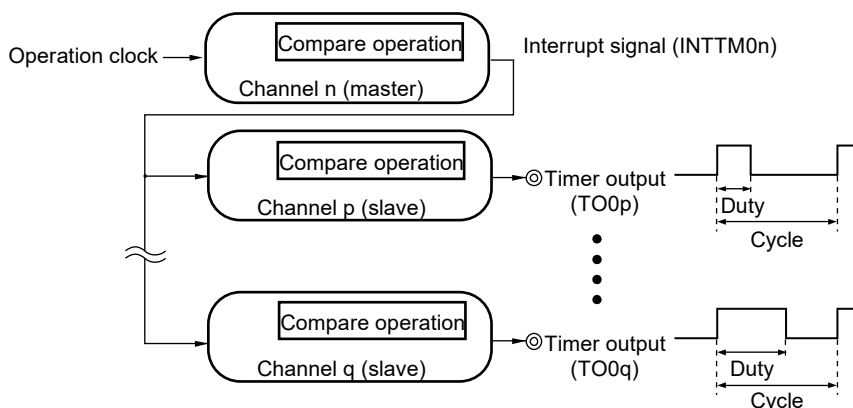 Compare operation
Operation clock
Interrupt signal (INTTM0n)
Channel n (master)
Compare operation
Timer output
(TO0p)
Channel p (slave)
Duty
Cycle
Compare operation
Timer output
(TO0q)
Channel q (slave)
Duty
Cycle